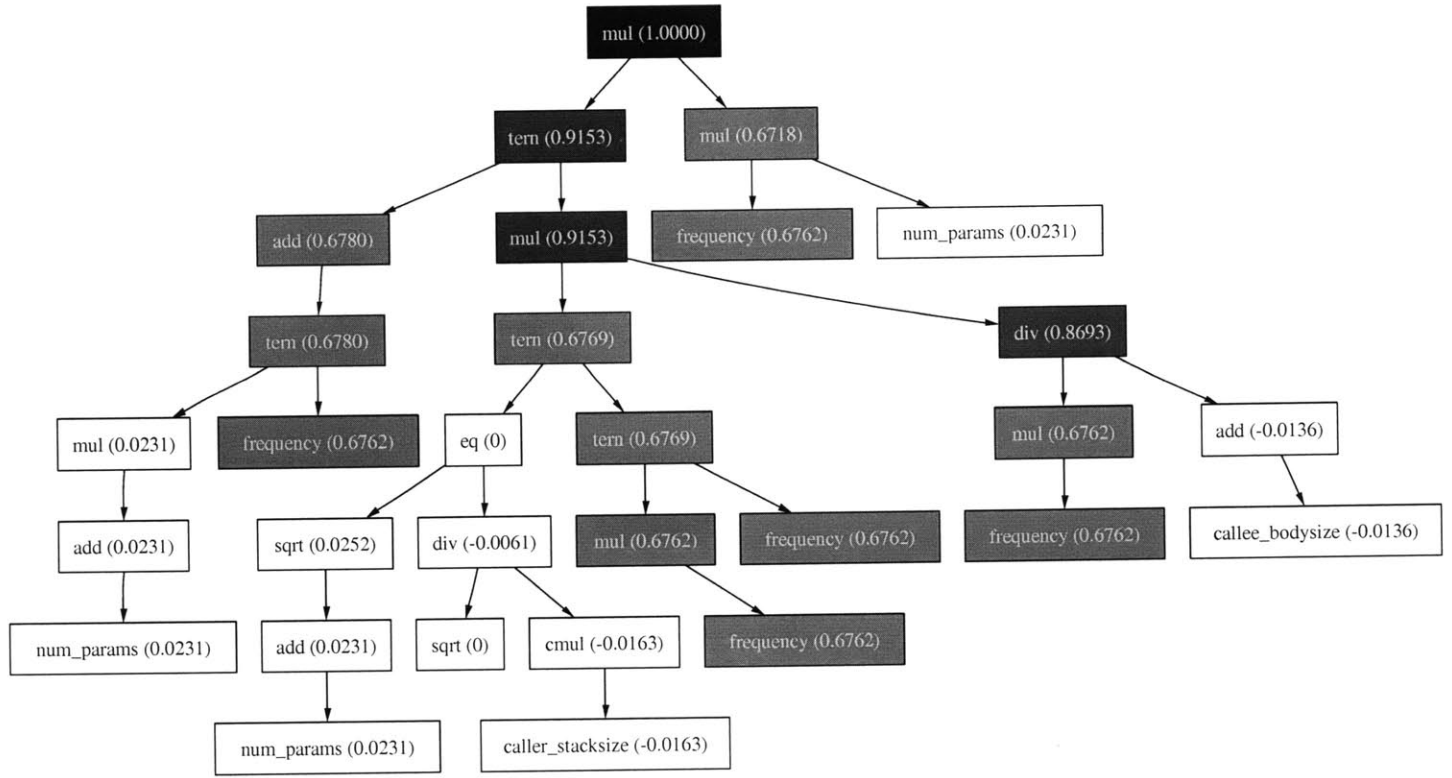 mul (1.0000)
tern (0.9153)
mul (0.6718)
add (0.6780)
mul (0.9153)
frequency (0.6762)
num_params (0.0231)
tern (0.6780)
tern (0.6769)
div (0.8693)
mul (0.0231)
frequency (0.6762)
eq (0)
tern (0.6769)
mul (0.6762)
add (-0.0136)
add (0.0231)
sqrt (0.0252)
div (-0.0061)
mul (0.6762)
frequency (0.6762)
frequency (0.6762)
callee_bodysize (-0.0136)
num_params (0.0231)
add (0.0231)
sqrt (0)
cmul (-0.0163)
frequency (0.6762)
num_params (0.0231)
caller_stacksize (-0.0163)